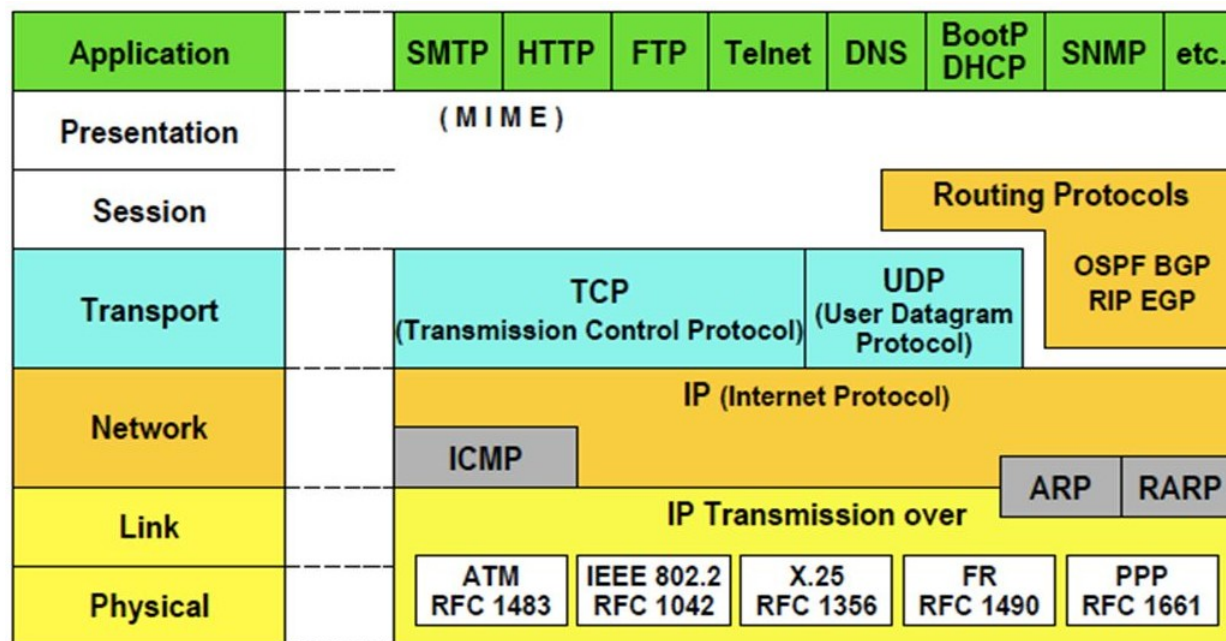 Application
SMTP
HTTP
FTP
Telnet
DNS
BootP
DHCP
SNMP
etc.
Presentation
( M I M E )
Session
Routing Protocols
OSPF BGP
RIP EGP
Transport
TCP
(Transmission Control Protocol)
UDP
(User Datagram
Protocol)
Network
IP (Internet Protocol)
ICMP
ARP
RARP
Link
IP Transmission over
Physical
ATM
RFC 1483
IEEE 802.2
RFC 1042
X.25
RFC 1356
FR
RFC 1490
PPP
RFC 1661